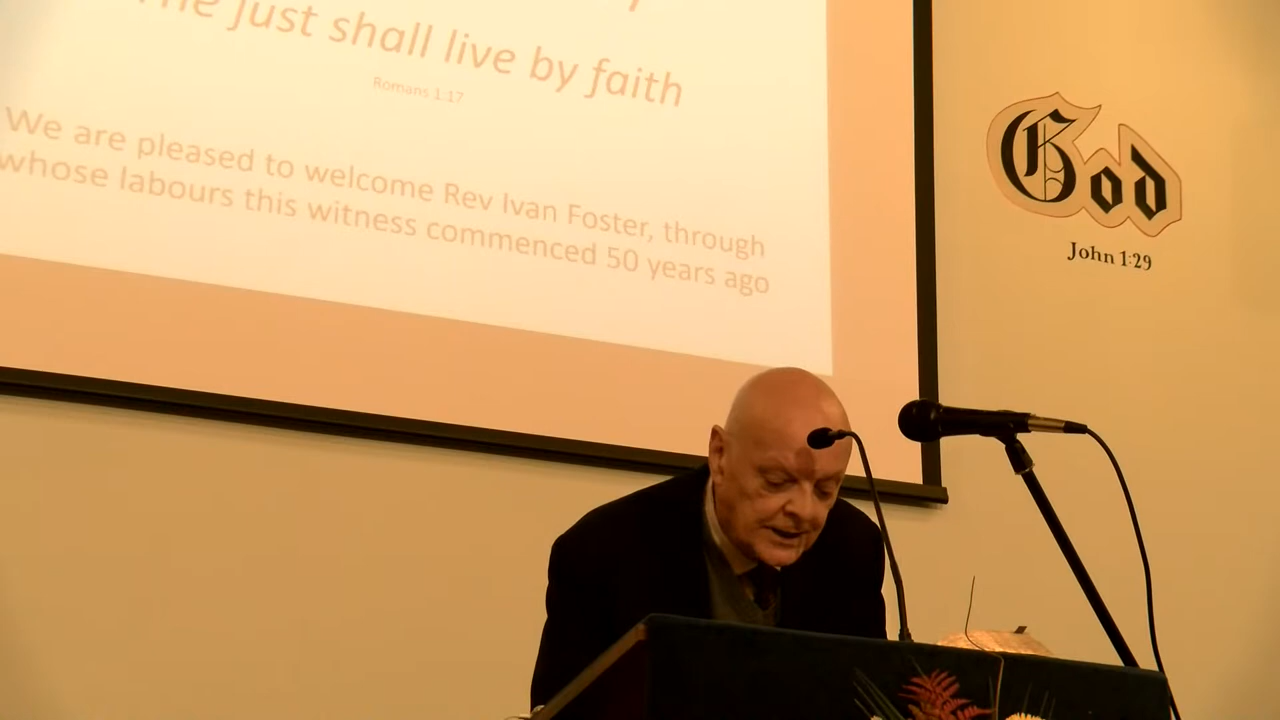 The just shall live by faith
Romans 1:17
We are pleased to welcome Rev Ivan Foster, through
whose labours this witness commenced 50 years ago
God
John 1:29